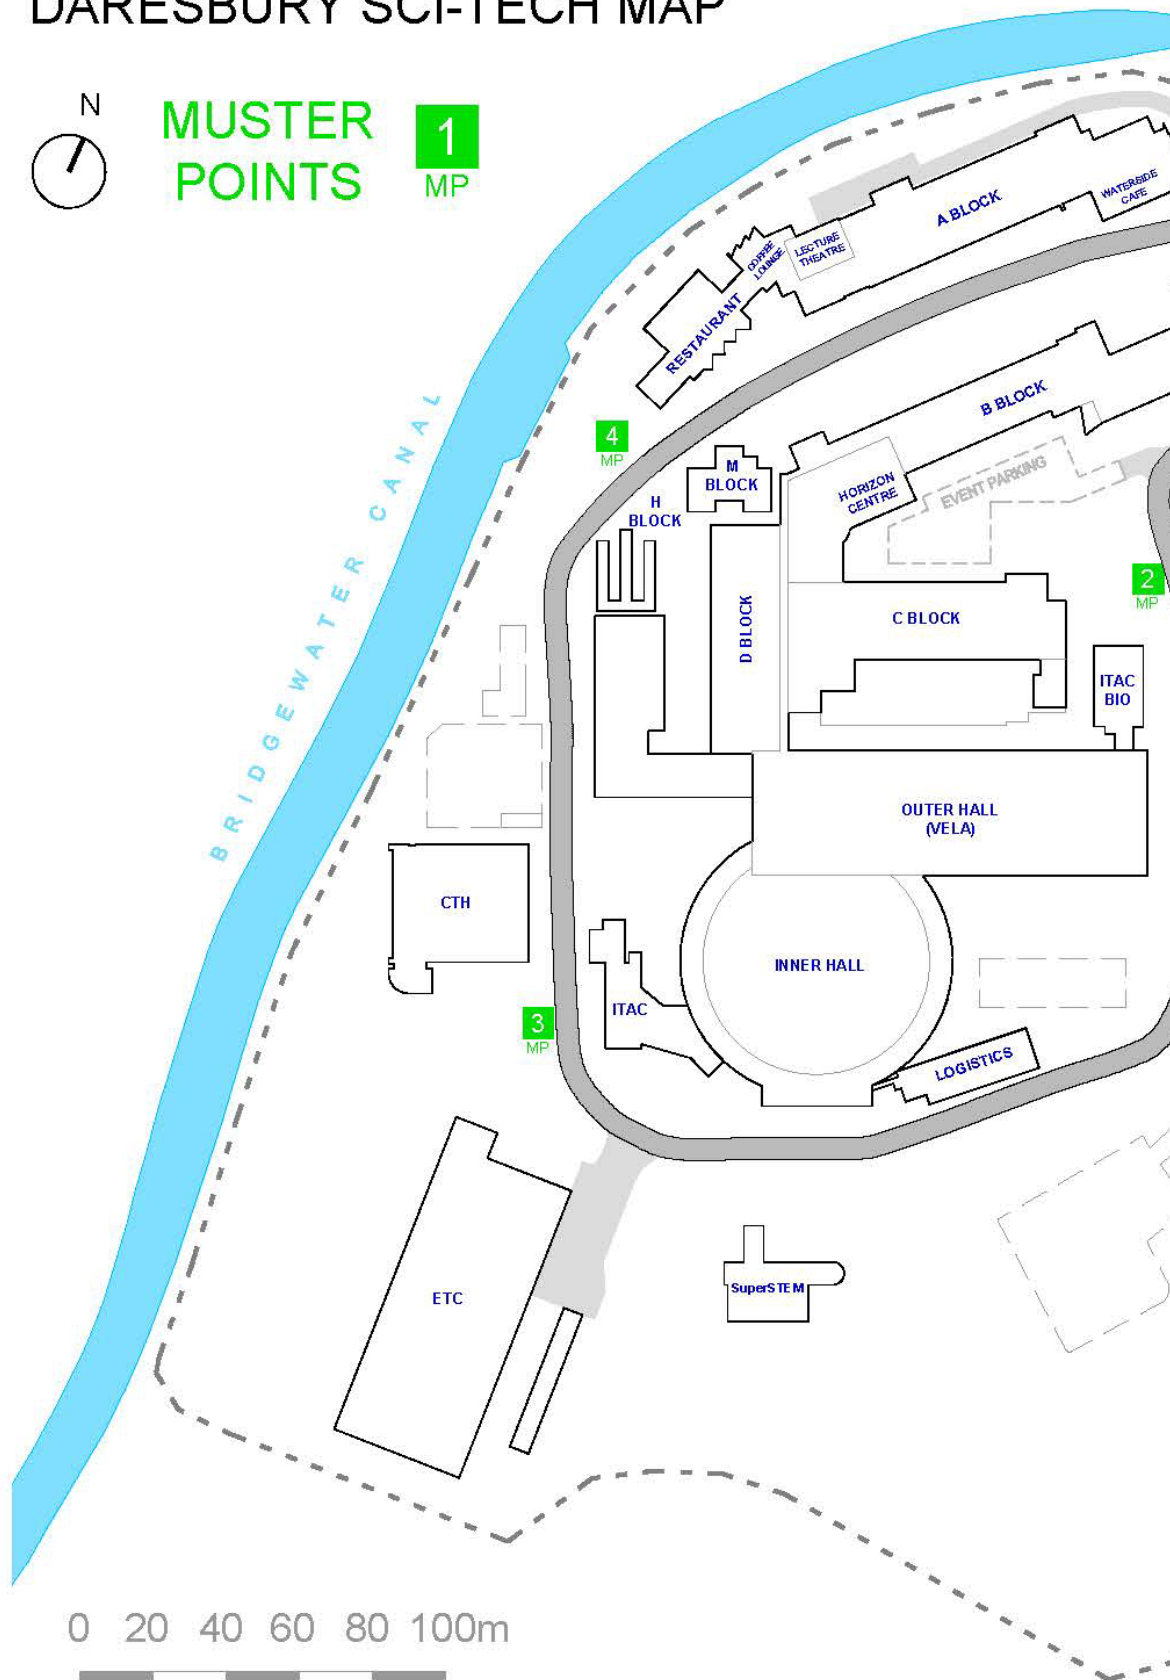 DARESBURY SCI-TECH MAP
N
MUSTER
POINTS
1
MP
BRIDGEWATER CANAL
A BLOCK
WATERSIDE
CAFE
LECTURE
THEATRE
COFFEE
LOUNGE
RESTAURANT
B BLOCK
4
MP
M
BLOCK
H
BLOCK
HORIZON
CENTRE
EVENT PARKING
2
MP
D BLOCK
C BLOCK
ITAC
BIO
OUTER HALL
(VELA)
CTH
INNER HALL
ITAC
3
MP
LOGISTICS
ETC
SuperSTEM
0 20 40 60 80 100m